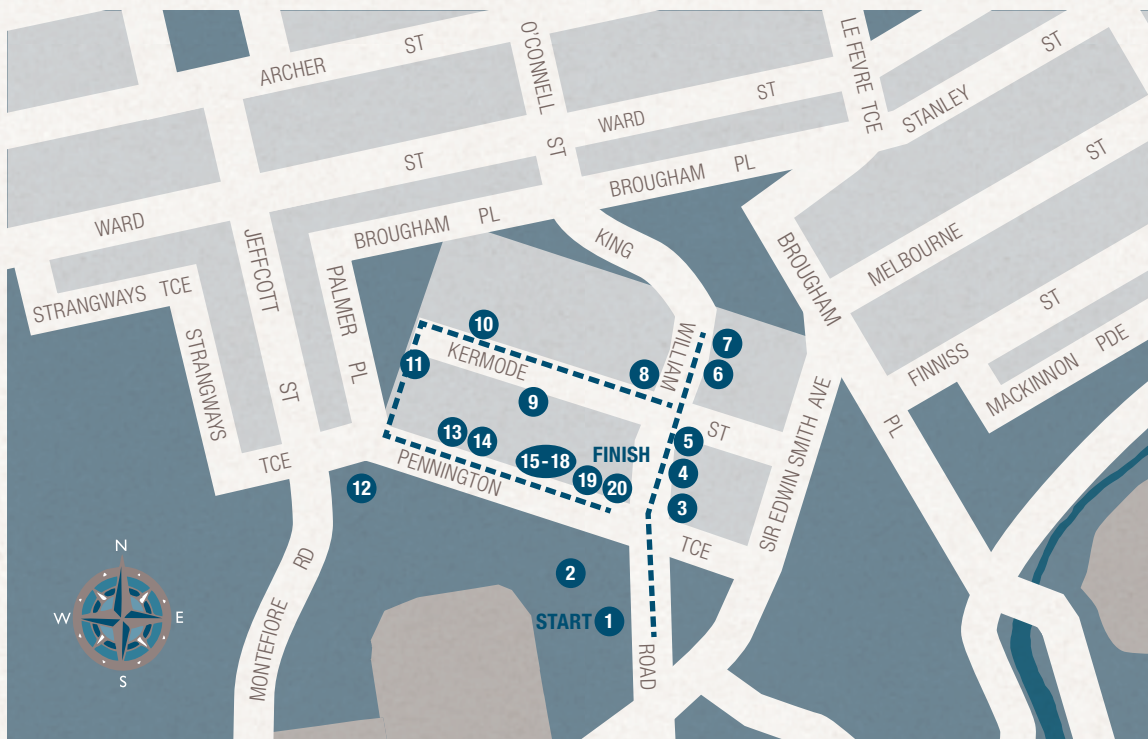 ARCHER ST
O'CONNELL ST
LE FEVRE TCE
STANLEY ST
WARD ST
WARD ST
BROUGHAM PL
BROUGHAM PL
MELBOURNE ST
BROUGHAM PL
STRANGWAYS TCE
STRANGWAYS TCE
JEFFCOTT ST
PALMER PL
KING WILLIAM ROAD
KERMODE ST
PENNINGTON TCE
SIR EDWIN SMITH AVE
FINNISS ST
MACKINNON PDE
MONTEFIORE RD
10
7
6
8
11
9
5
13
14
FINISH
15-18
4
19
20
12
3
2
START 1
N
W
E
S